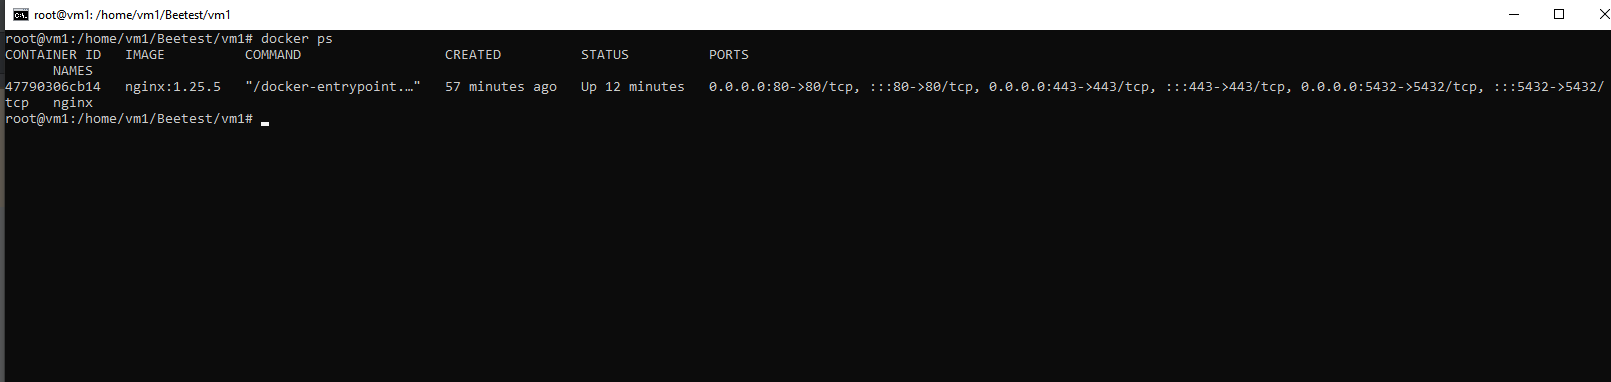 root@vm1: /home/vm1/Beetest/vm1
root@vm1:/home/vm1/Beetest/vm1# docker ps
CONTAINER ID   IMAGE          COMMAND                  CREATED          STATUS          PORTS
      NAMES
47790306cb14   nginx:1.25.5   "/docker-entrypoint.…"   57 minutes ago   Up 12 minutes   0.0.0.0:80->80/tcp, :::80->80/tcp, 0.0.0.0:443->443/tcp, :::443->443/tcp, 0.0.0.0:5432->5432/tcp, :::5432->5432/
tcp   nginx
root@vm1:/home/vm1/Beetest/vm1#